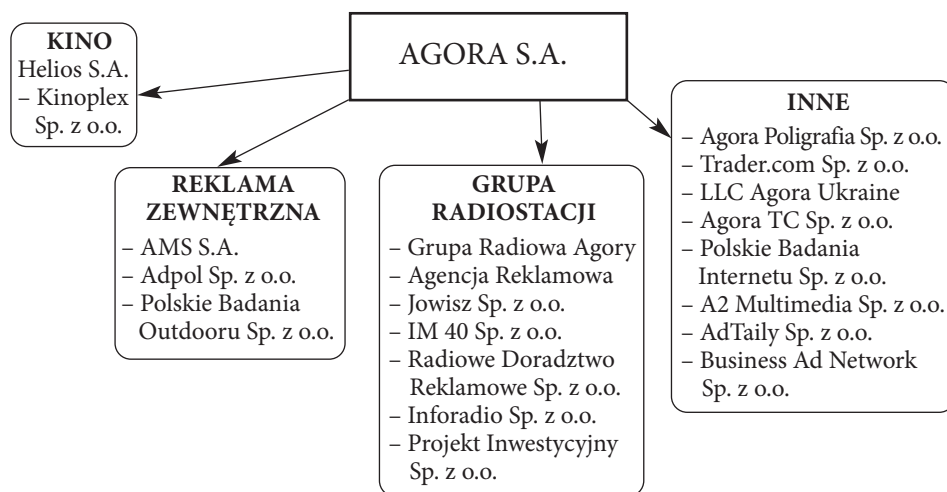 AGORA S.A.
KINO
Helios S.A.
– Kinoplex
Sp. z o.o.
REKLAMA
ZEWNĘTRZNA
– AMS S.A.
– Adpol Sp. z o.o.
– Polskie Badania
Outdooru Sp. z o.o.
GRUPA
RADIOSTACJI
– Grupa Radiowa Agory
– Agencja Reklamowa
– Jowisz Sp. z o.o.
– IM 40 Sp. z o.o.
– Radiowe Doradztwo
Reklamowe Sp. z o.o.
– Inforadio Sp. z o.o.
– Projekt Inwestycyjny
Sp. z o.o.
INNE
– Agora Poligrafia Sp. z o.o.
– Trader.com Sp. z o.o.
– LLC Agora Ukraine
– Agora TC Sp. z o.o.
– Polskie Badania
Internetu Sp. z o.o.
– A2 Multimedia Sp. z o.o.
– AdTaily Sp. z o.o.
– Business Ad Network
Sp. z o.o.